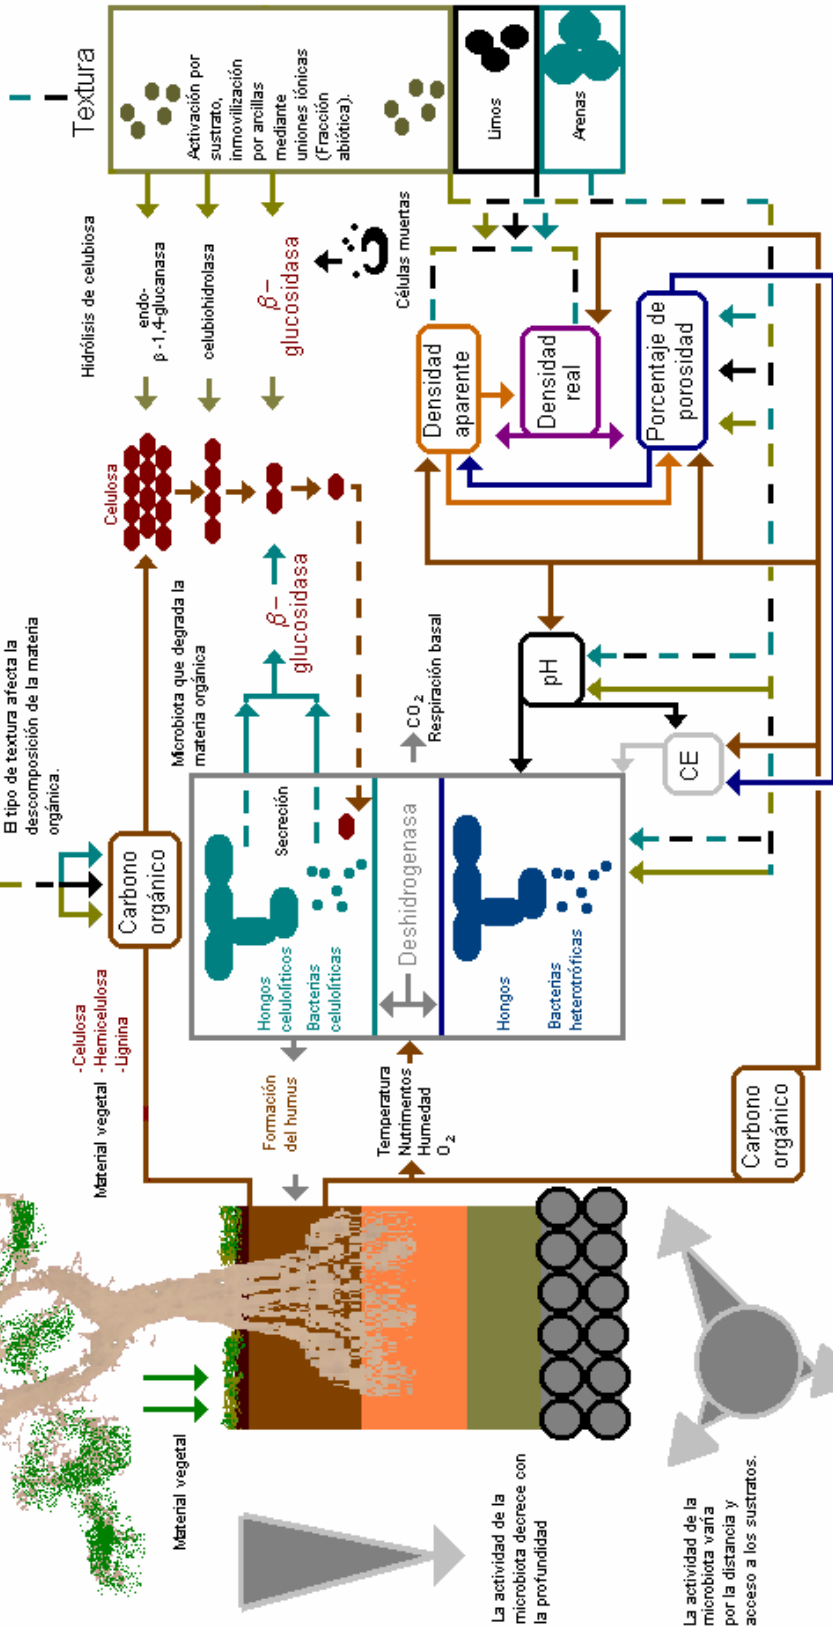 Material vegetal
La actividad de la
microbiota decrece con
la profundidad
La actividad de la
microbiota varía
por la distancia y
acceso a los sustratos.
Material vegetal
-Celulosa
-Hemicelulosa
-Lignina
Formación
del humus
Temperatura
Nutrimentos
Humedad
O2
Carbono
orgánico
El tipo de textura afecta la
descomposición de la materia
orgánica.
Carbono
orgánico
Hongos
celulolíticos
Bacterias
celulolíticas
Secreción
Deshidrogenasa
Hongos
Bacterias
heterotróficas
Microbiota que degrada la
materia orgánica
β-
glucosidasa
CO2
Respiración basal
pH
CE
Celulosa
Hidrólisis de celubiosa
endo-
β-1,4-glucanasa
celubiohidrolasa
β-
glucosidasa
Células muertas
Densidad
aparente
Densidad
real
Porcentaje de
porosidad
Textura
Activación por
sustrato,
inmovilización
por arcillas
mediante
uniones iónicas
(Fracción
abiótica).
Limos
Arenas